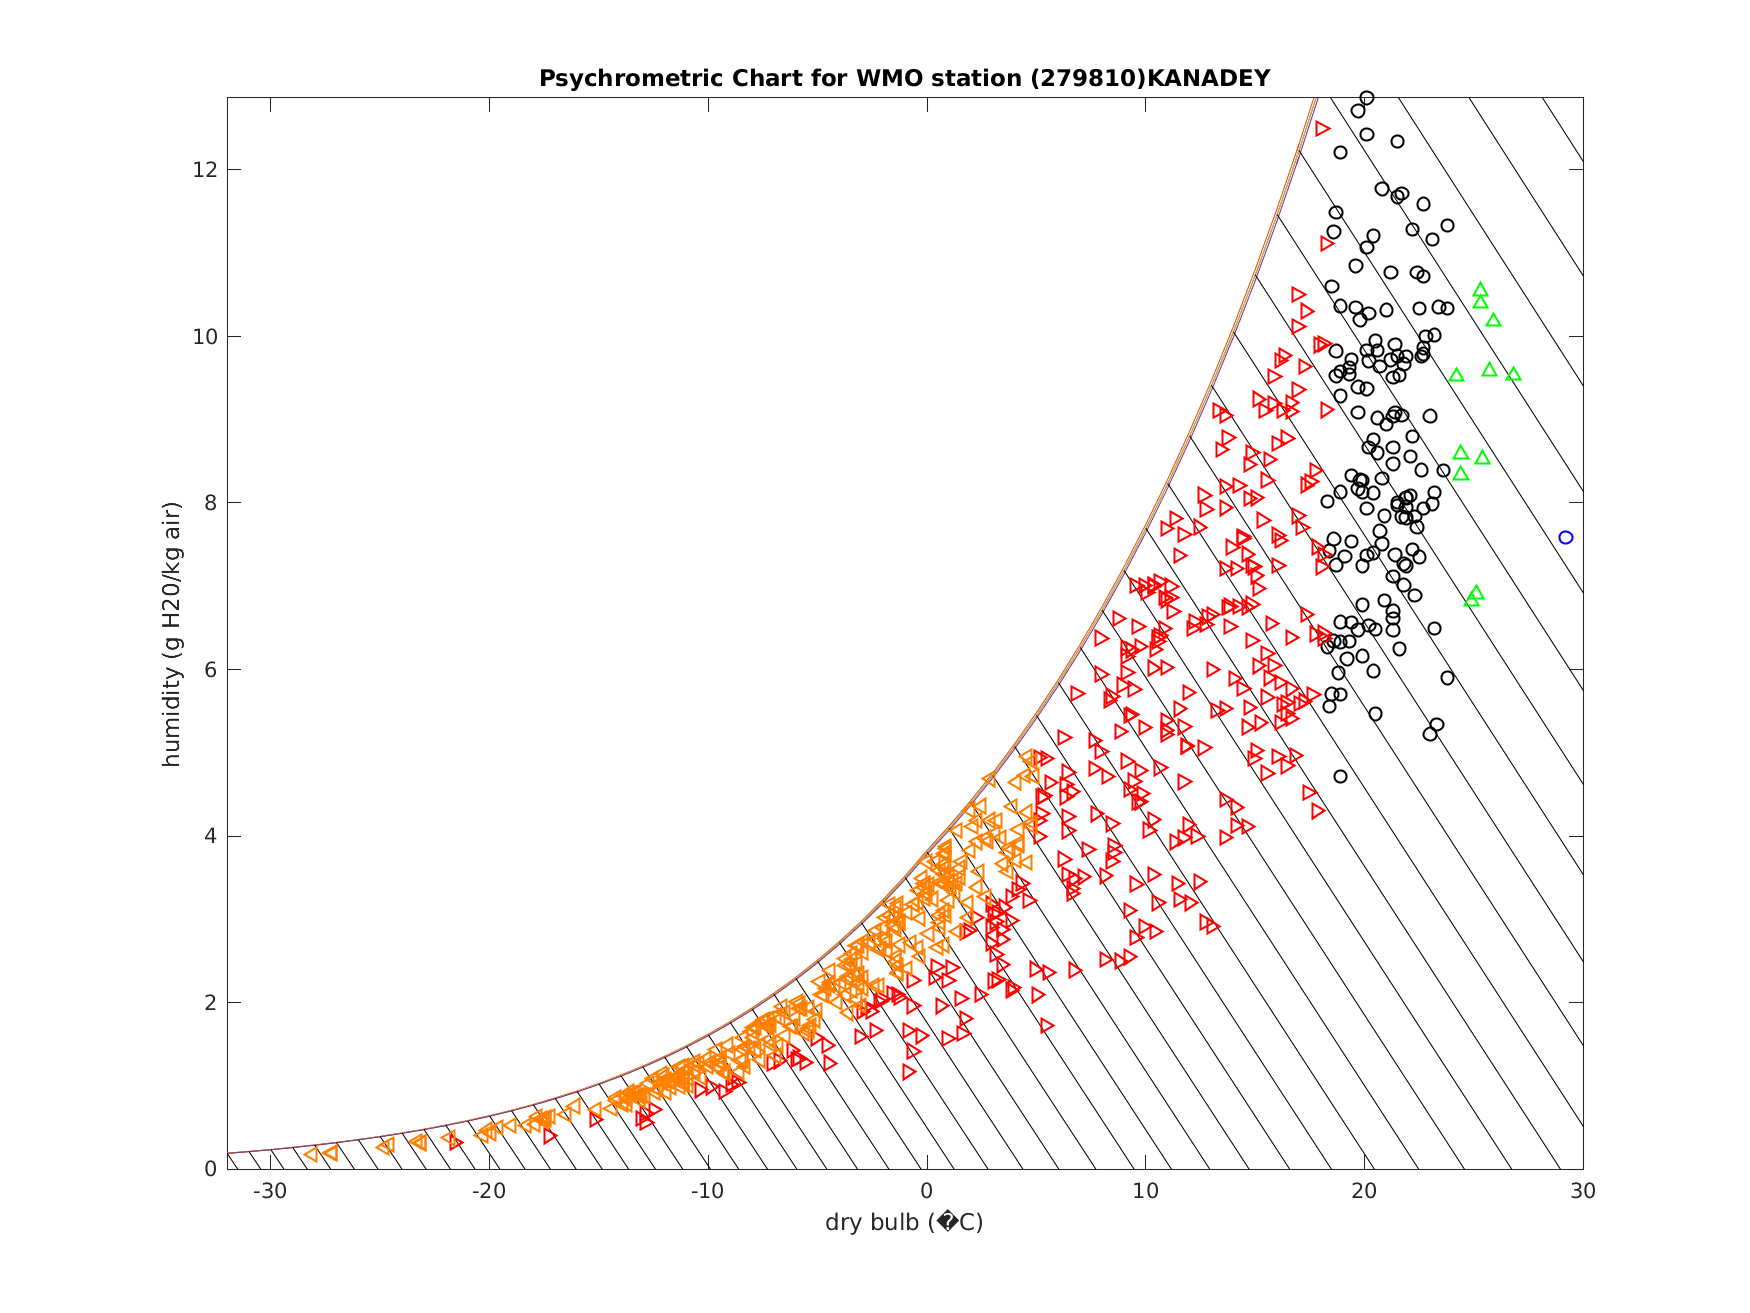 Psychrometric Chart for WMO station (279810)KANADEY
humidity (g H20/kg air)
12
10
8
6
4
2
0
-30 -20 -10 0 10 20 30
dry bulb (�C)